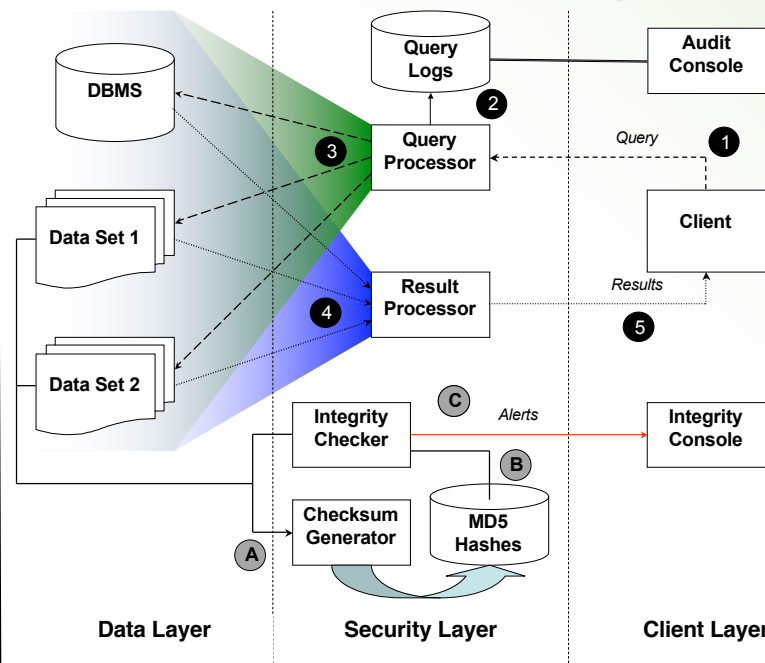 Query
Logs
Audit
Console
DBMS
2
1
3
Query
Processor
Query
Data Set 1
Client
Result
Processor
Results
4
5
Data Set 2
C
Integrity
Checker
Alerts
Integrity
Console
B
Checksum
Generator
MD5
Hashes
A
Data Layer
Security Layer
Client Layer